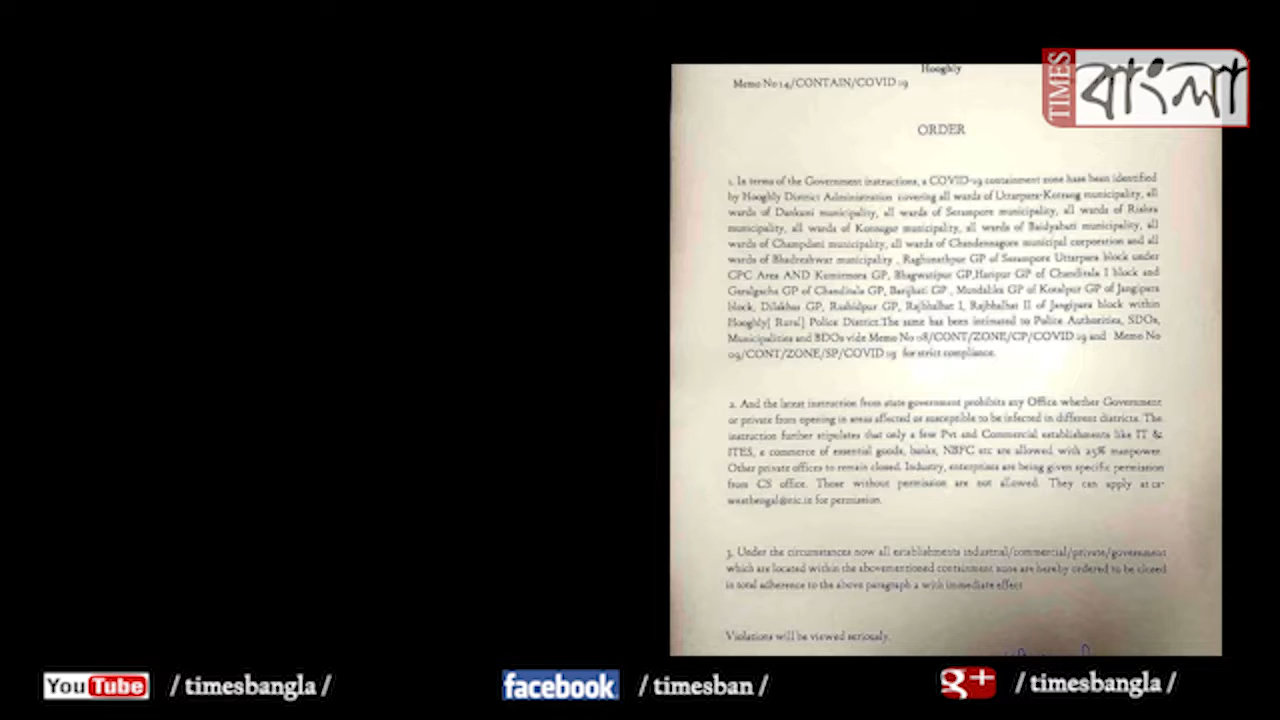 Hooghly
Memo No 14/CONTAIN/COVID 19
TIMES
বাংলা
ORDER
1. In terms of the Government instructions, a COVID-19 containment zone have been identified
by Hooghly District Administration covering all wards of Uttarpara-Kotrang municipality, all
wards of Dankuni municipality, all wards of Serampore municipality, all wards of Rishra
municipality, all wards of Konnagar municipality, all wards of Baidyabati municipality, all
wards of Champdani municipality, all wards of Chandennagore municipal corporation and all
wards of Bhadreshwar municipality , Raghunathpur GP of Serampore Uttarpara block under
CPC Area AND Kumirmora GP, Bhagwatipur GP,Haripur GP of Chanditala I block and
Garalgacha GP of Chanditala GP, Barijhati GP , Mundalika GP of Kotalpur GP of Jangipara
block, Dilakhas GP, Rashidpur GP, Rajbhalhat I, Rajbhalhat II of Jangipara block within
Hooghly[ Rural] Police District.The same has been intimated to Police Authorities, SDOs,
Municipalities and BDOs vide Memo No 08/CONT/ZONE/CP/COVID 19 and Memo No
09/CONT/ZONE/SP/COVID 19 for strict compliance.
2. And the latest instruction from state government prohibits any Office whether Government
or private from opening in areas affected or susceptible to be infected in different districts. The
instruction further stipulates that only a few Pvt and Commercial establishments like IT &
ITES, e commerce of essential goods, banks, NBFC etc are allowed with 25% manpower.
Other private offices to remain closed. Industry, enterprises are being given specific permission
from CS office. Those without permission are not allowed. They can apply at cs-
westbengal@nic.in for permission.
3. Under the circumstances now all establishments industrial/commercial/private/government
which are located within the abovementioned containment zone are hereby ordered to be closed
in total adherence to the above paragraph 2 with immediate effect
Violations will be viewed seriously.
YouTube / timesbangla /
facebook / timesban /
g+ / timesbangla /